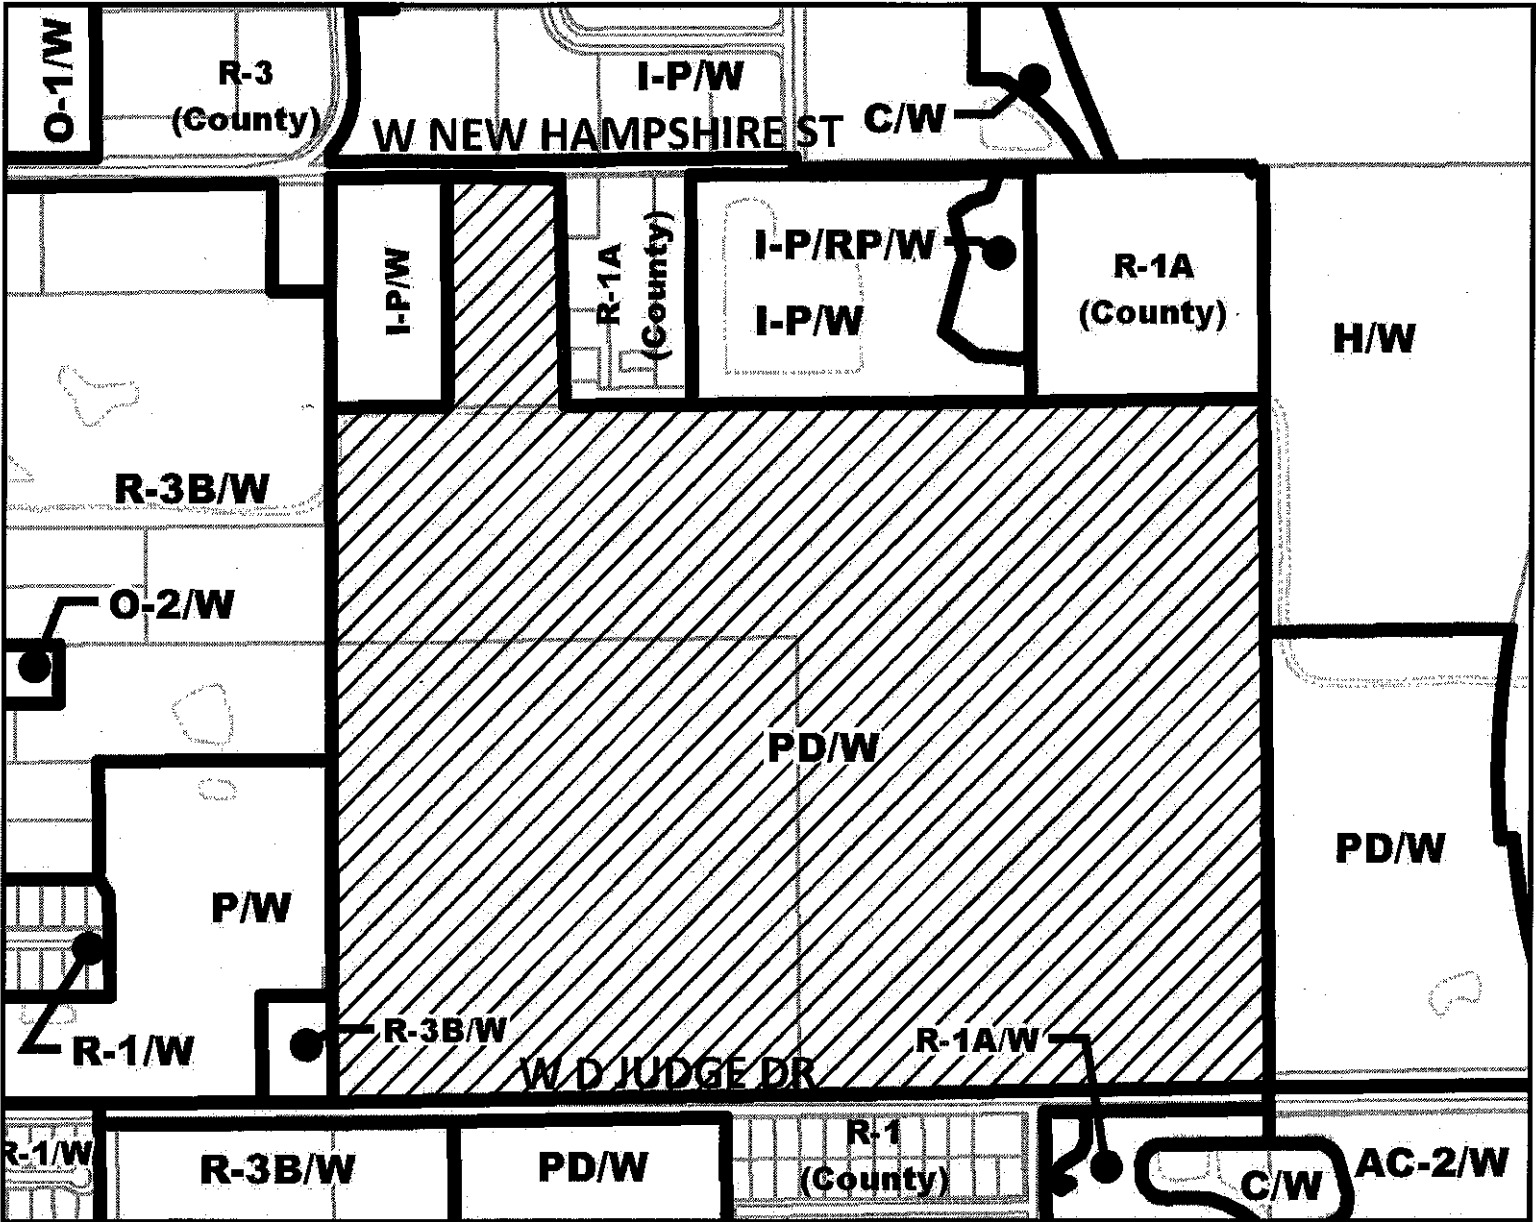 O-1/W
R-3
(County)
I-P/W
C/W
W NEW HAMPSHIRE ST
I-P/W
R-1A
(County)
I-P/RP/W
I-P/W
R-1A
(County)
H/W
R-3B/W
O-2/W
PD/W
PD/W
P/W
R-1/W
R-3B/W
R-1A/W
W D JUDGE DR
R-1/W
R-3B/W
PD/W
R-1
(County)
C/W
AC-2/W